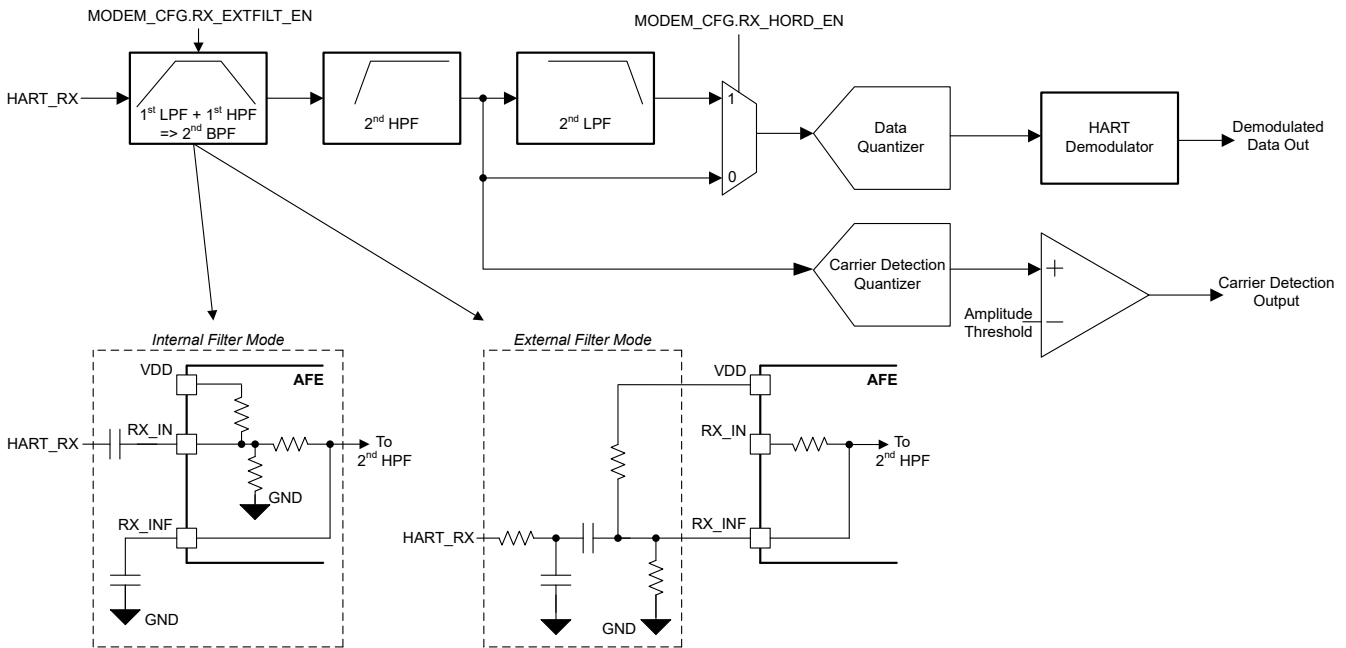 MODEM_CFG.RX_EXTFILT_EN
MODEM_CFG.RX_HORD_EN
HART_RX
1st LPF + 1st HPF
=> 2nd BPF
2nd HPF
2nd LPF
1
0
Data
Quantizer
HART
Demodulator
Demodulated
Data Out
Carrier Detection
Quantizer
+
Amplitude
Threshold
—
Carrier Detection
Output
Internal Filter Mode
VDD
AFE
HART_RX
RX_IN
To
2nd HPF
GND
RX_INF
GND
External Filter Mode
VDD
AFE
RX_IN
To
2nd HPF
HART_RX
RX_INF
GND